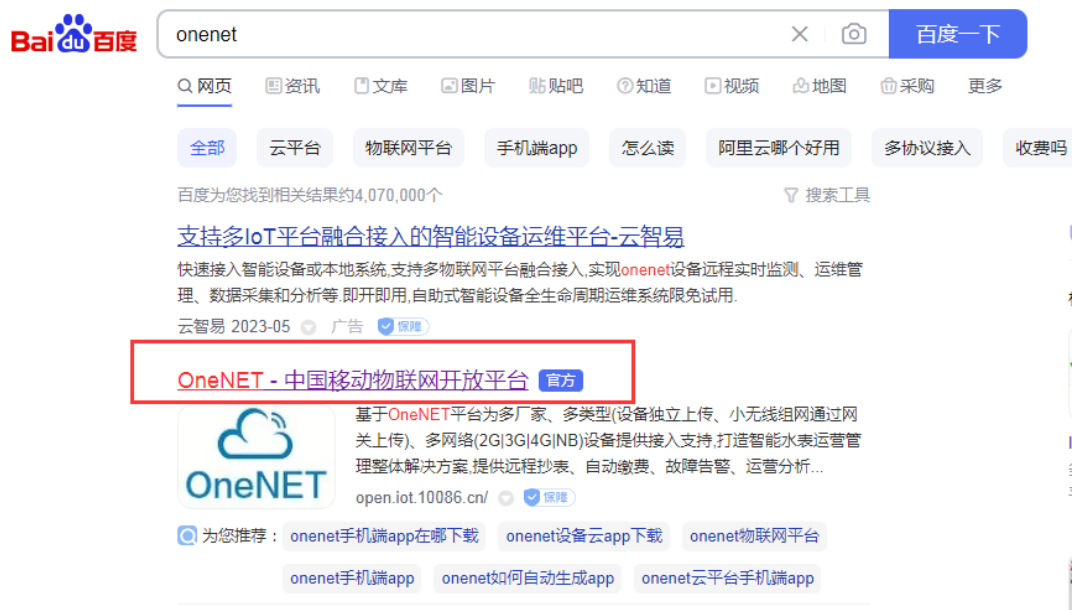 Bai du 百度 onenet 百度一下
网页 资讯 文库 图片 贴吧 知道 视频 地图 采购 更多
全部 云平台 物联网平台 手机端app 怎么读 阿里云哪个好用 多协议接入 收费吗
百度为您找到相关结果约4,070,000个 搜索工具
支持多IoT平台融合接入的智能设备运维平台-云智易
快速接入智能设备或本地系统,支持多物联网平台融合接入,实现onenet设备远程实时监测、运维管
理、数据采集和分析等.即开即用,自助式智能设备全生命周期运维系统限免试用.
云智易 2023-05 广告 保障
OneNET - 中国移动物联网开放平台 官方
OneNET
基于OneNET平台为多厂家、多类型(设备独立上传、小无线组网通过网
关上传)、多网络(2G|3G|4G|NB)设备提供接入支持,打造智能水表运营管
理整体解决方案,提供远程抄表、自动缴费、故障告警、运营分析...
open.iot.10086.cn/ 保障
为您推荐： onenet手机端app在哪下载 onenet设备云app下载 onenet物联网平台
onenet手机端app onenet如何自动生成app onenet云平台手机端app